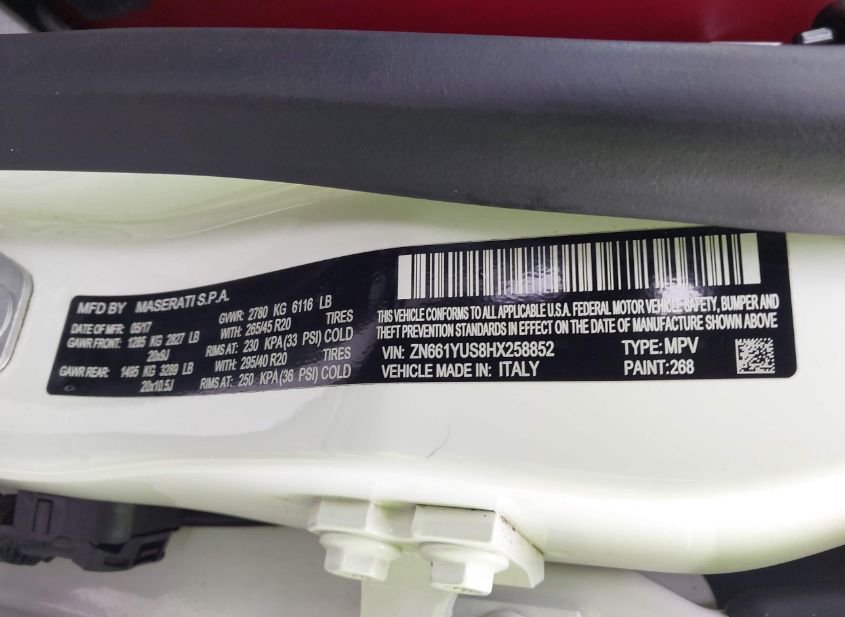 MFD BY MASERATI S.P.A.
DATE OF MFR: 05/17 GWVR: 2780 KG 6116 LB
GAWR FRONT: 1285 KG 2827 LB WITH: 265/45 R20 TIRES
20x9J RIMS AT: 230 KPA (33 PSI) COLD
GAWR REAR: 1495 KG 3289 LB WITH: 295/40 R20 TIRES
20x10.5J RIMS AT: 250 KPA (36 PSI) COLD
THIS VEHICLE CONFORMS TO ALL APPLICABLE U.S.A. FEDERAL MOTOR VEHICLE SAFETY, BUMPER AND
THEFT PREVENTION STANDARDS IN EFFECT ON THE DATE OF MANUFACTURE SHOWN ABOVE
VIN: ZN661YUS8HX258852 TYPE: MPV
VEHICLE MADE IN: ITALY PAINT: 268